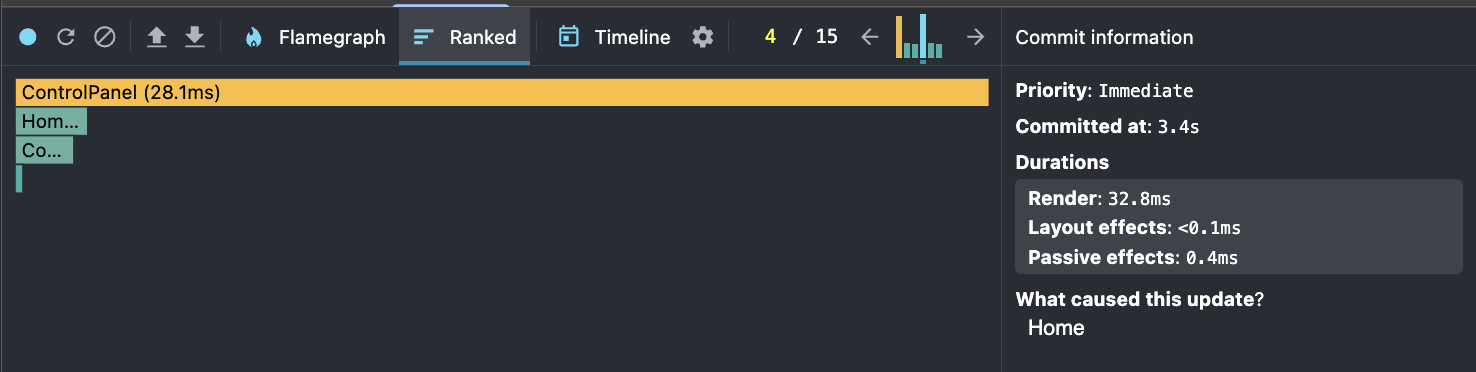 Flamegraph Ranked Timeline 4 / 15 Commit information
ControlPanel (28.1ms)
Hom...
Co...
Priority: Immediate
Committed at: 3.4s
Durations
Render: 32.8ms
Layout effects: <0.1ms
Passive effects: 0.4ms
What caused this update?
Home